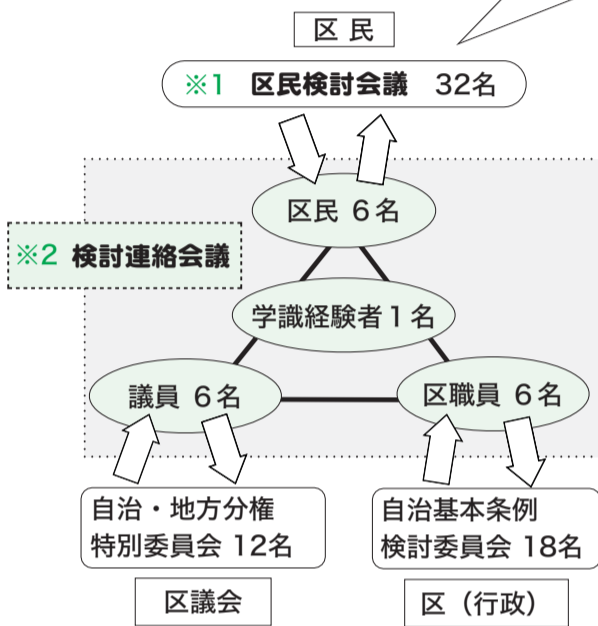 区 民
※1 区民検討会議 32名
区民 6名
※2 検討連絡会議
学識経験者1名
議員 6名
区職員 6名
自治・地方分権
特別委員会 12名
自治基本条例
検討委員会 18名
区議会
区（行政）